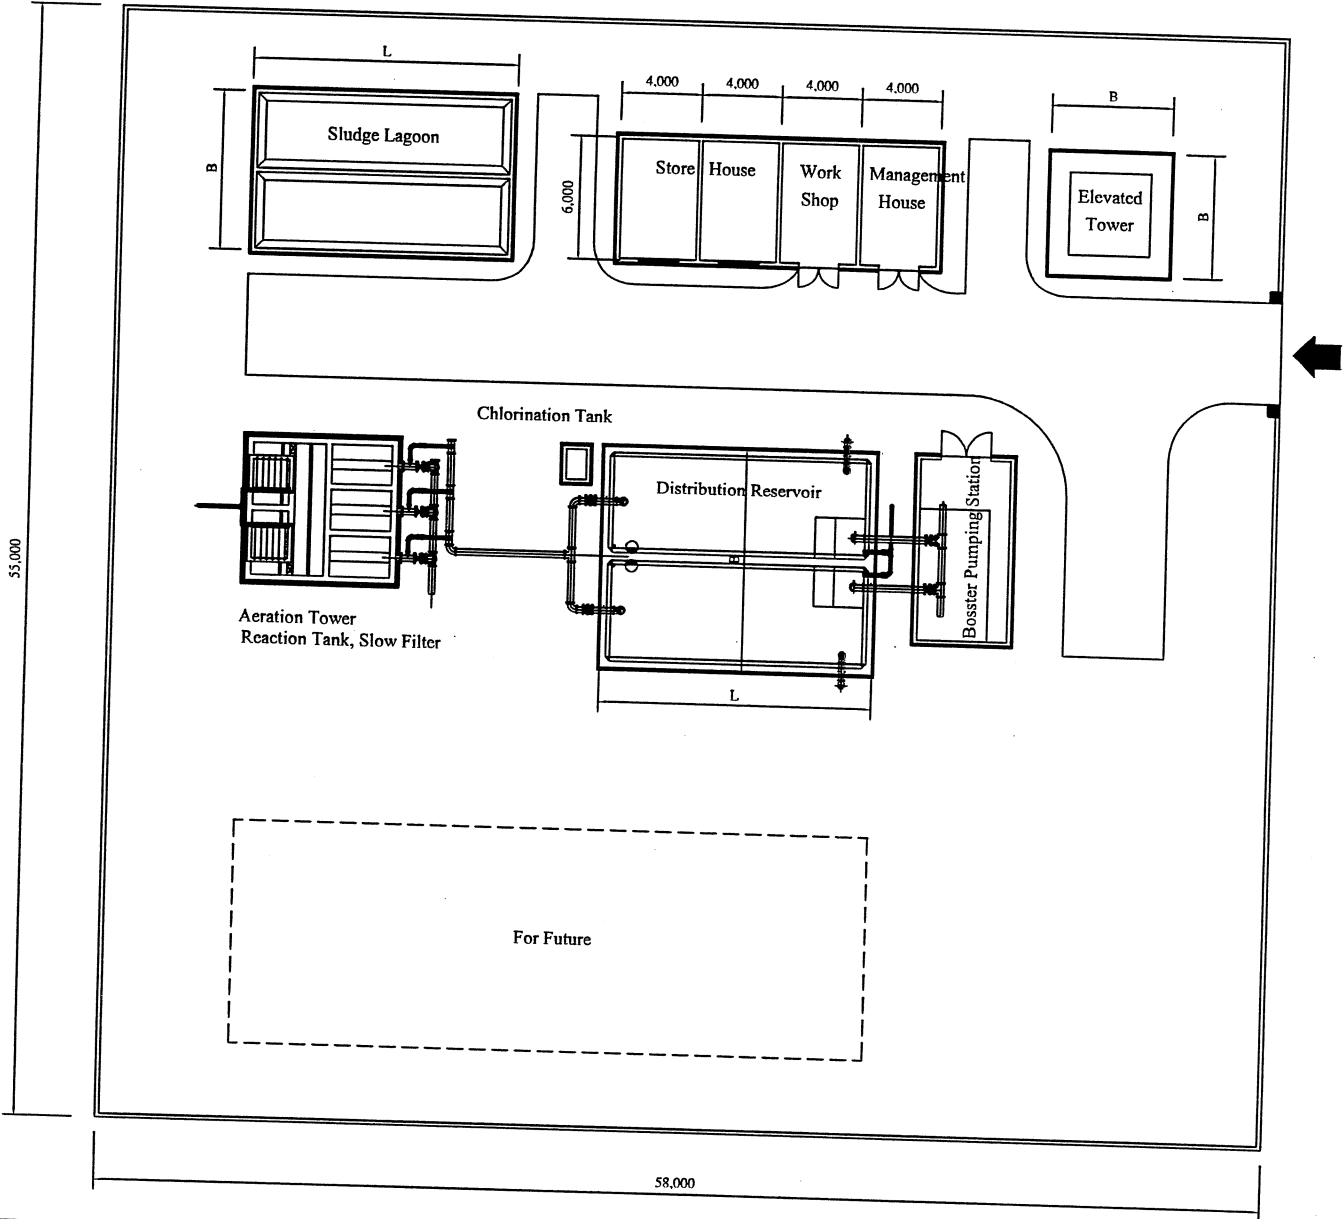 L
4,000 4,000 4,000 4,000
B
B
Sludge Lagoon
6,000
Store House
Work
Shop
Management
House
Elevated
Tower
B
Chlorination Tank
Distribution Reservoir
B
Bosster Pumping Station
55,000
Aeration Tower
Reaction Tank, Slow Filter
L
For Future
58,000